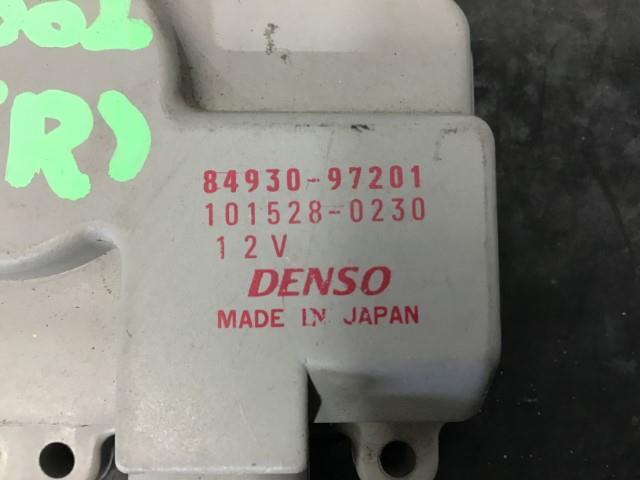 R)
84930-97201
101528-0230
12V
DENSO
MADE IN JAPAN